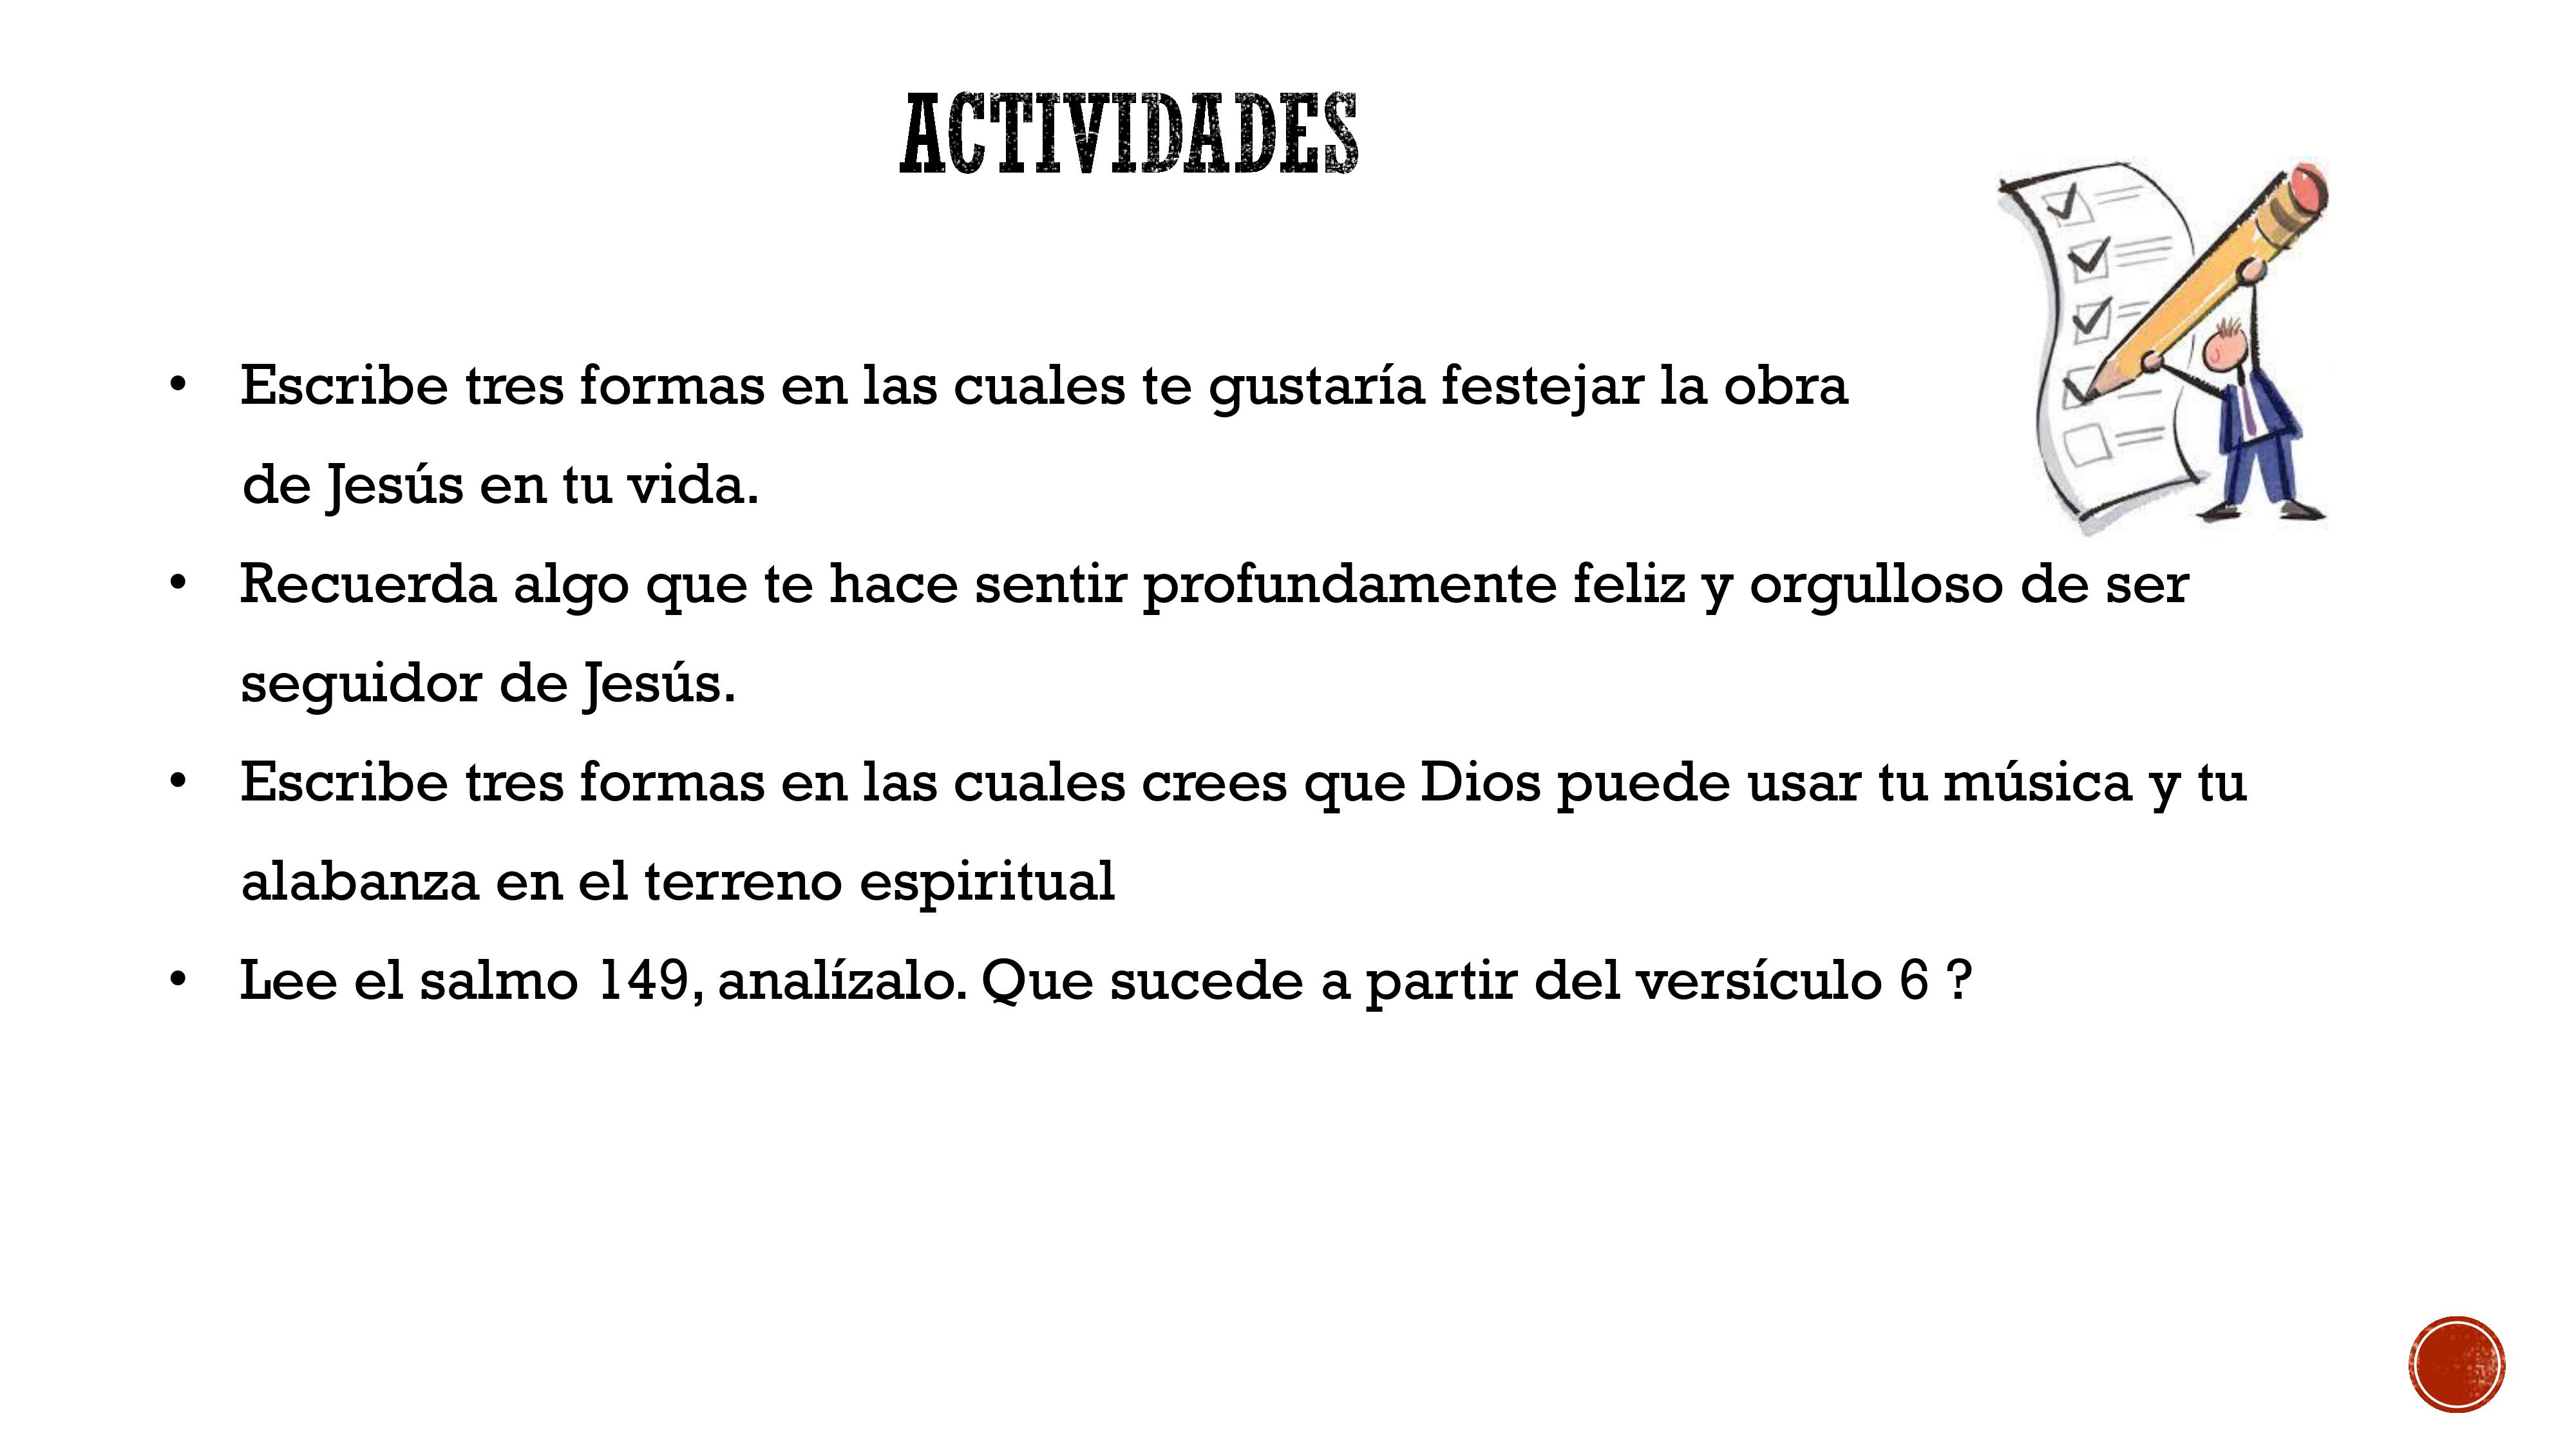 ACTIVIDADES
• Escribe tres formas en las cuales te gustaría festejar la obra
de Jesús en tu vida.
• Recuerda algo que te hace sentir profundamente feliz y orgulloso de ser
seguidor de Jesús.
• Escribe tres formas en las cuales crees que Dios puede usar tu música y tu
alabanza en el terreno espiritual
• Lee el salmo 149, analízalo. Que sucede a partir del versículo 6 ?